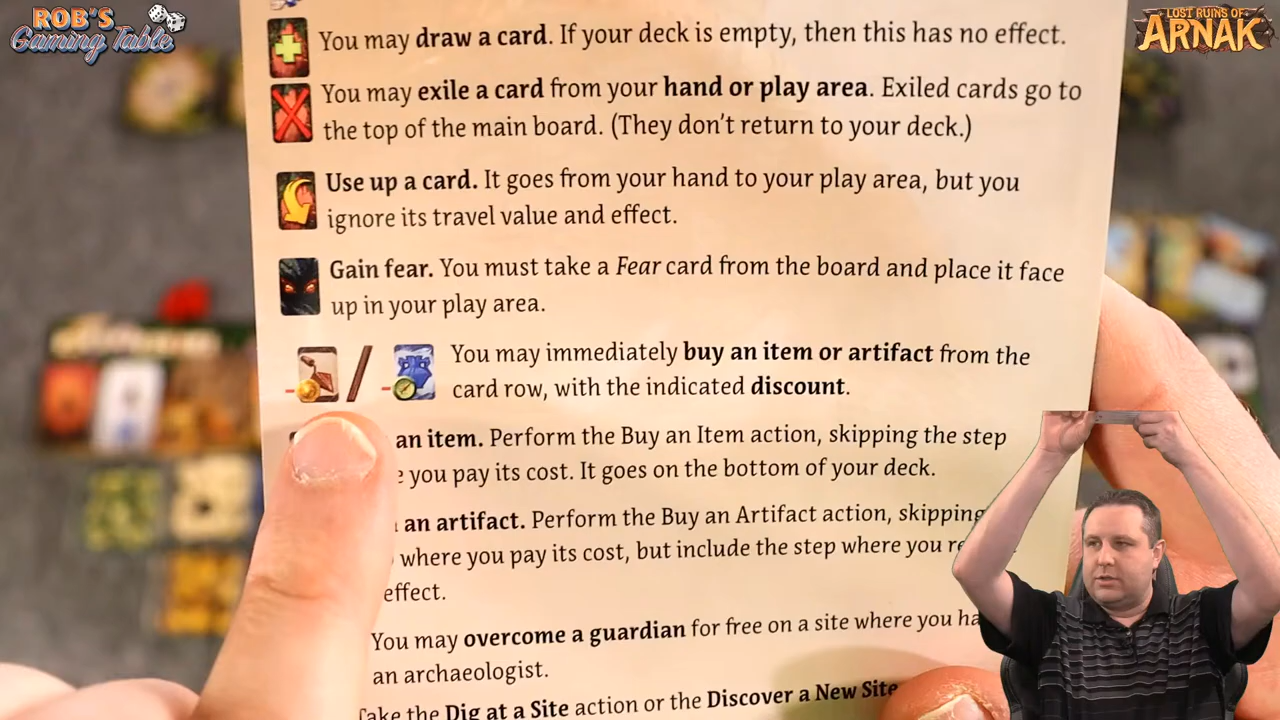 ROB'S
Gaming Table
LOST RUINS OF
ARNAK
You may draw a card. If your deck is empty, then this has no effect.
You may exile a card from your hand or play area. Exiled cards go to
the top of the main board. (They don't return to your deck.)
Use up a card. It goes from your hand to your play area, but you
ignore its travel value and effect.
Gain fear. You must take a Fear card from the board and place it face
up in your play area.
You may immediately buy an item or artifact from the
card row, with the indicated discount.
an item. Perform the Buy an Item action, skipping the step
you pay its cost. It goes on the bottom of your deck.
an artifact. Perform the Buy an Artifact action, skipping
where you pay its cost, but include the step where you
effect.
You may overcome a guardian for free on a site where you
an archaeologist.
Take the Dig at a Site action or the Discover a New Site